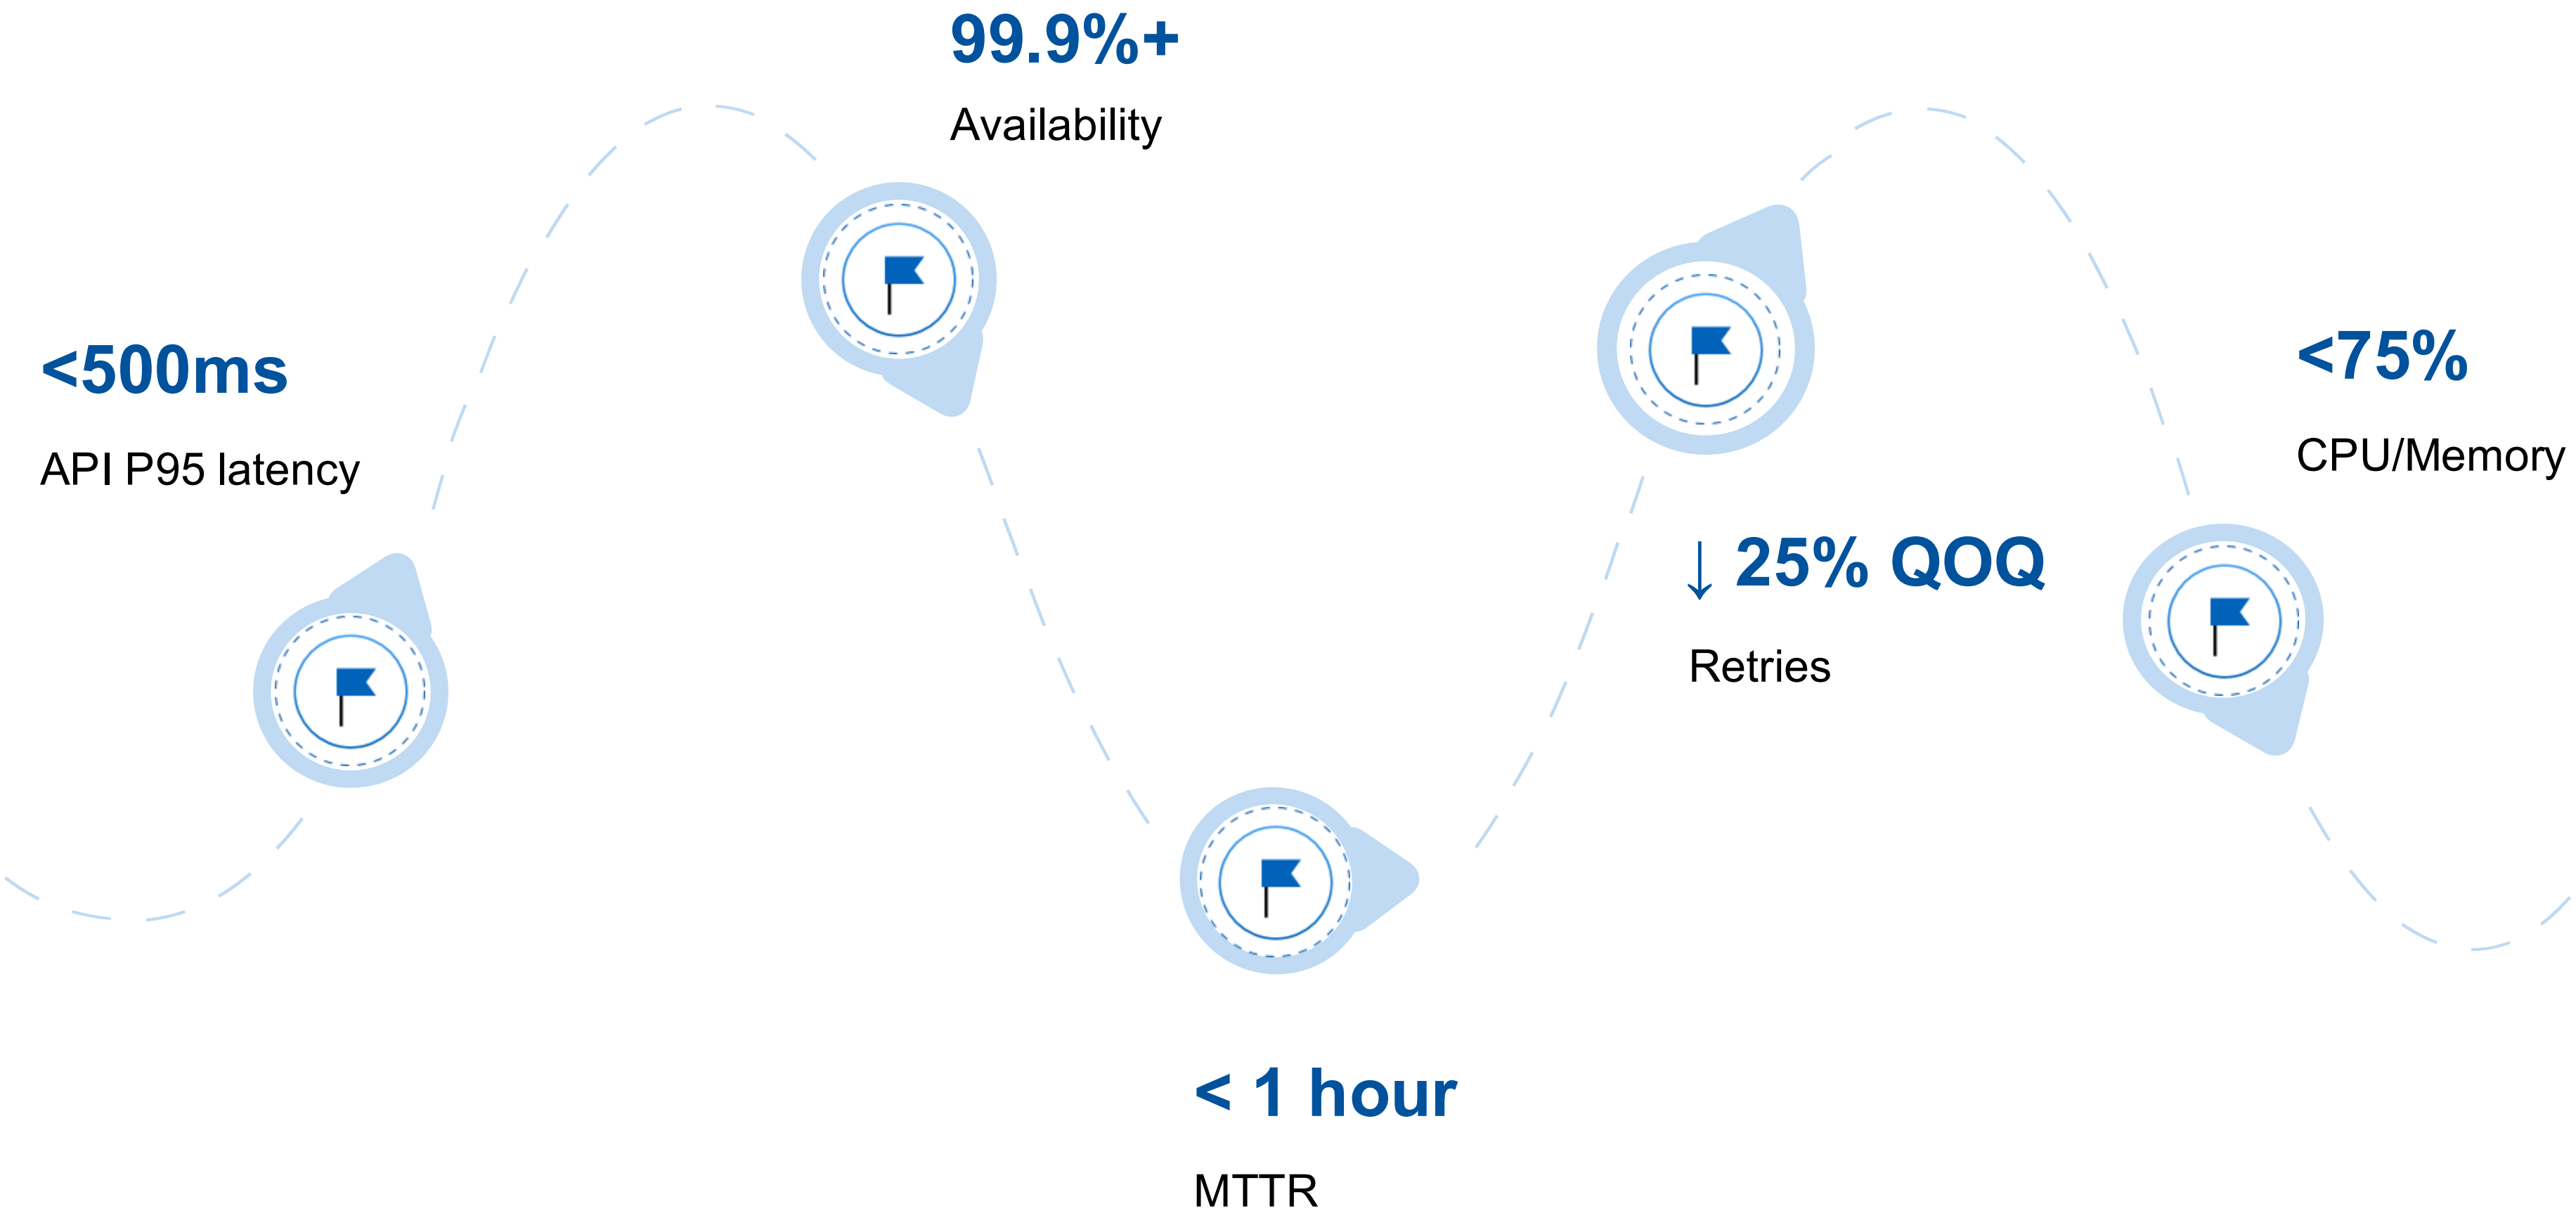 99.9%+
Availability
<500ms
API P95 latency
<75%
CPU/Memory
↓ 25% QOQ
Retries
< 1 hour
MTTR